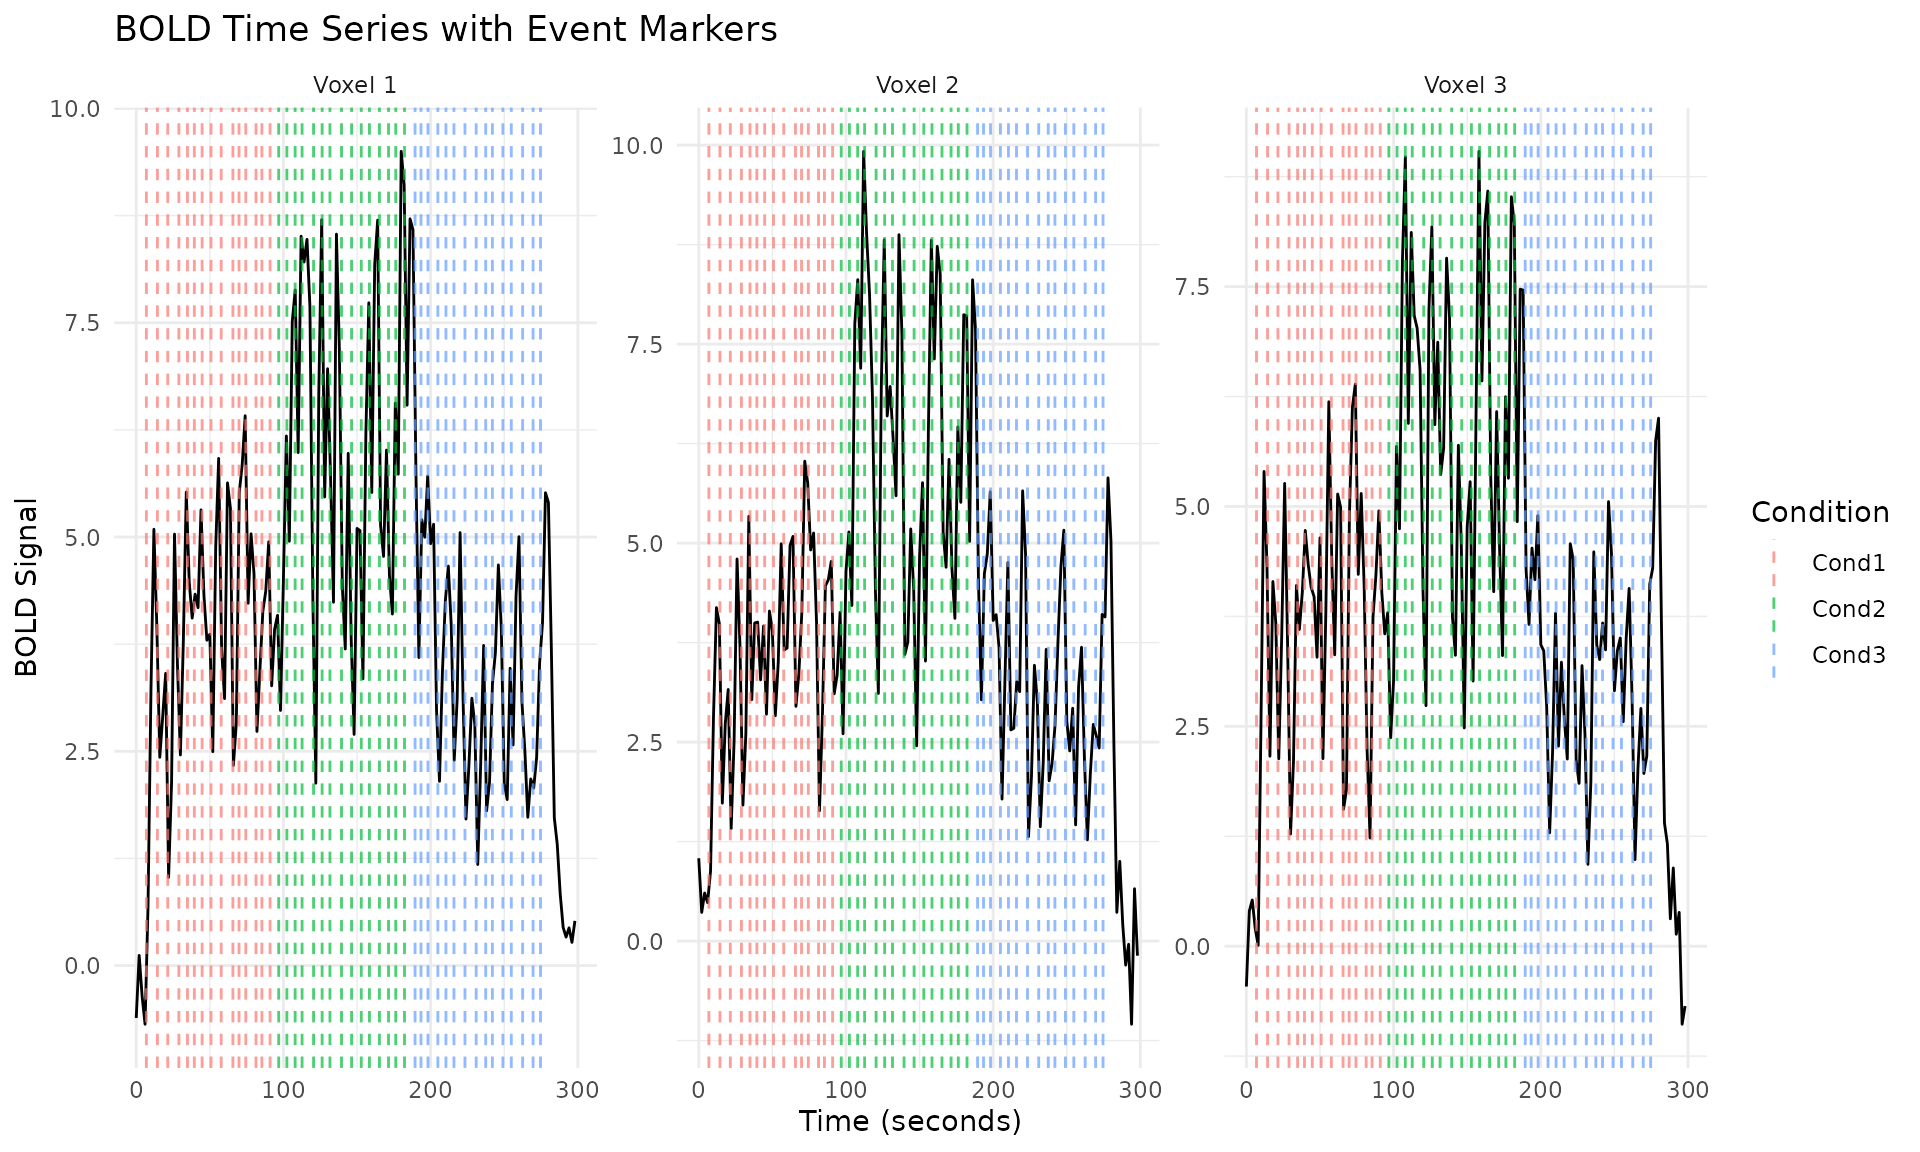 BOLD Time Series with Event Markers
Voxel 1
Voxel 2
Voxel 3
BOLD Signal
10.0
7.5
5.0
2.5
0.0
10.0
7.5
5.0
2.5
0.0
7.5
5.0
2.5
0.0
0 100 200 300
0 100 200 300
0 100 200 300
Time (seconds)
Condition
Cond1
Cond2
Cond3